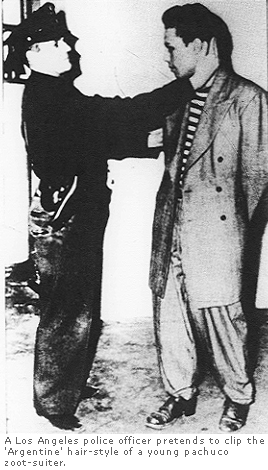 A Los Angeles police officer pretends to clip the
'Argentine' hair-style of a young pachuco
zoot-suiter.